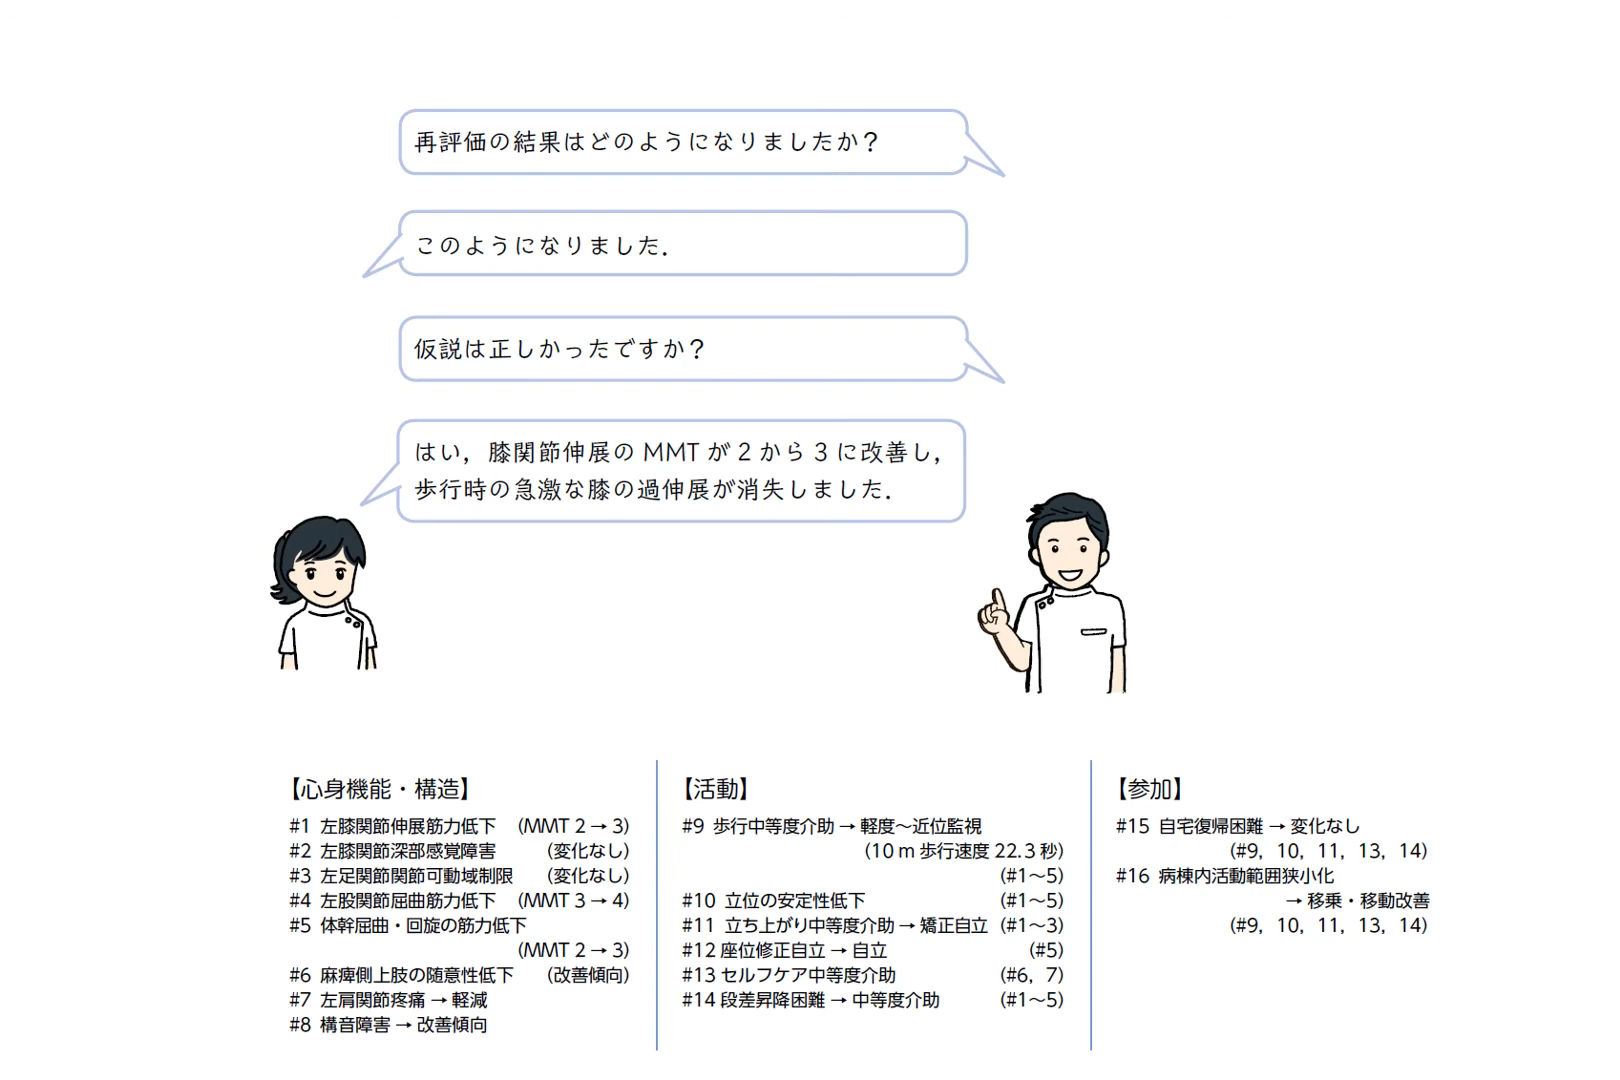 再評価の結果はどのようになりましたか？
このようになりました．
仮説は正しかったですか？
はい，膝関節伸展の MMT が 2 から 3 に改善し，
歩行時の急激な膝の過伸展が消失しました．
【心身機能・構造】
#1 左膝関節伸展筋力低下 (MMT 2 → 3)
#2 左膝関節深部感覚障害 (変化なし)
#3 左足関節関節可動域制限 (変化なし)
#4 左股関節屈曲筋力低下 (MMT 3 → 4)
#5 体幹屈曲・回旋の筋力低下
(MMT 2 → 3)
#6 麻痺側上肢の随意性低下 (改善傾向)
#7 左肩関節疼痛 → 軽減
#8 構音障害 → 改善傾向
【活動】
#9 歩行中等度介助 → 軽度～近位監視
(10 m 歩行速度 22.3 秒)
(#1～5)
#10 立位の安定性低下 (#1～5)
#11 立ち上がり中等度介助 → 矯正自立 (#1～3)
#12 座位修正自立 → 自立 (#5)
#13 セルフケア中等度介助 (#6，7)
#14 段差昇降困難 → 中等度介助 (#1～5)
【参加】
#15 自宅復帰困難 → 変化なし
(#9，10，11，13，14)
#16 病棟内活動範囲狭小化
→ 移乗・移動改善
(#9，10，11，13，14)